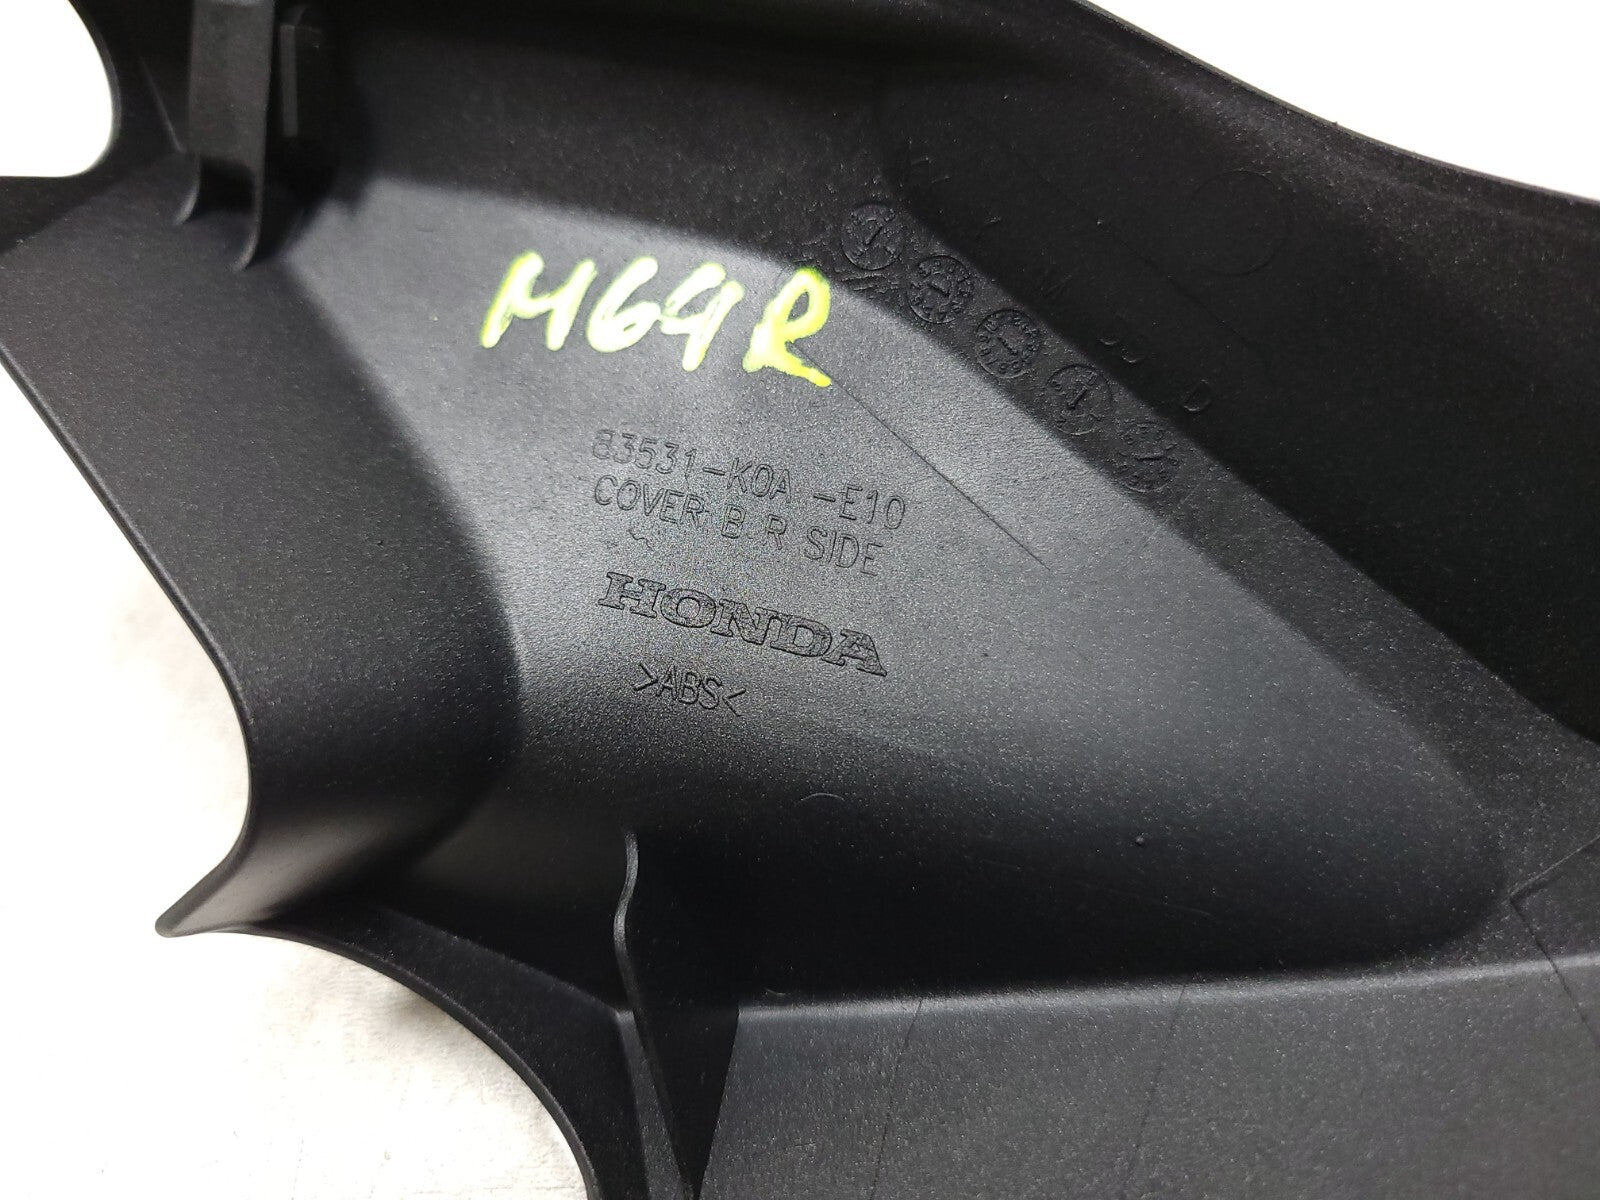 M64R
83531-K0A -E10
COVER B R SIDE
HONDA
>ABS<